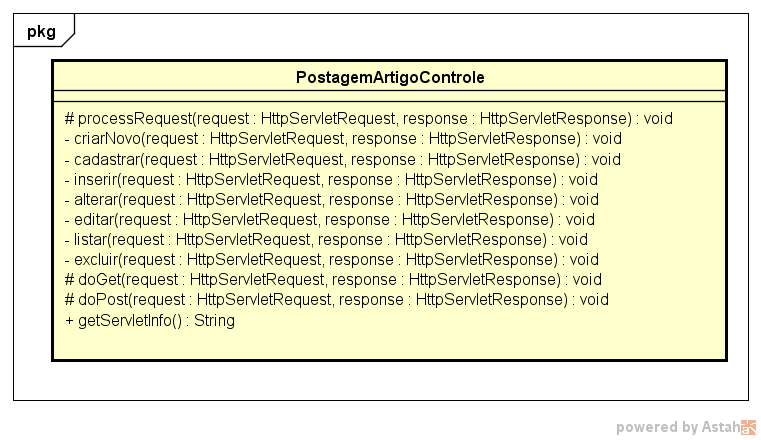 pkg
PostagemArtigoControle
# processRequest(request : HttpServletRequest, response : HttpServletResponse) : void
- criarNovo(request : HttpServletRequest, response : HttpServletResponse) : void
- cadastrar(request : HttpServletRequest, response : HttpServletResponse) : void
- inserir(request : HttpServletRequest, response : HttpServletResponse) : void
- alterar(request : HttpServletRequest, response : HttpServletResponse) : void
- editar(request : HttpServletRequest, response : HttpServletResponse) : void
- listar(request : HttpServletRequest, response : HttpServletResponse) : void
- excluir(request : HttpServletRequest, response : HttpServletResponse) : void
# doGet(request : HttpServletRequest, response : HttpServletResponse) : void
# doPost(request : HttpServletRequest, response : HttpServletResponse) : void
+ getServletInfo() : String
powered by Astah